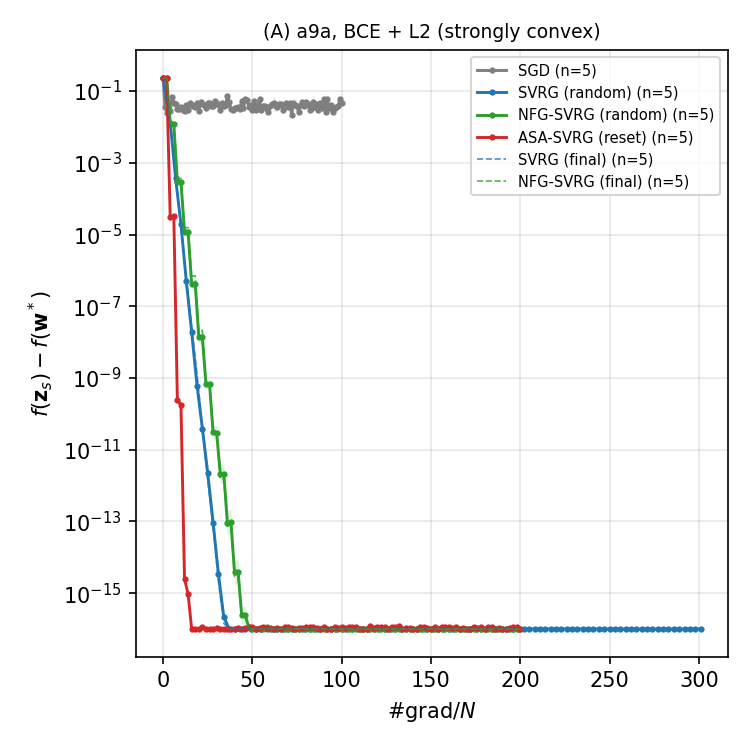 (A) a9a, BCE + L2 (strongly convex)
SGD (n=5)
SVRG (random) (n=5)
NFG-SVRG (random) (n=5)
ASA-SVRG (reset) (n=5)
SVRG (final) (n=5)
NFG-SVRG (final) (n=5)
f(z_s) − f(w*)
10⁻¹
10⁻³
10⁻⁵
10⁻⁷
10⁻⁹
10⁻¹¹
10⁻¹³
10⁻¹⁵
0 50 100 150 200 250 300
#grad/N